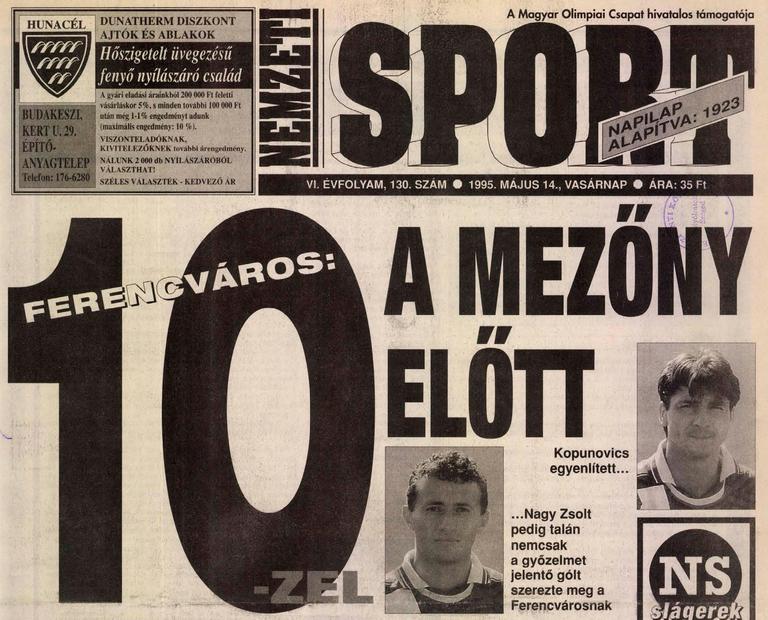 HUNACÉL
DUNATHERM DISZKONT
AJTÓK ÉS ABLAKOK
Hőszigetelt üvegezésű
fenyő nyílászáró család
BUDAKESZI,
KERT U. 29.
ÉPÍTŐ-
ANYAGTELEP
Telefon: 176-6280
A gyári eladási árainkból 200 000 Ft feletti
vásárláskor 5%, s minden további 100 000 Ft
után még 1-1% engedményt adunk
(maximális engedmény: 10 %).
VISZONTELADÓKNAK,
KIVITELEZŐKNEK további árengedmény.
NÁLUNK 2 000 db NYÍLÁSZÁRÓBÓL
VÁLASZTHAT!
SZÉLES VÁLASZTÉK - KEDVEZŐ ÁR
A Magyar Olimpiai Csapat hivatalos támogatója
NEMZETI
SPORT
NAPILAP
ALAPÍTVA: 1923
VI. ÉVFOLYAM, 130. SZÁM ● 1995. MÁJUS 14., VASÁRNAP ● ÁRA: 35 Ft
FERENCVÁROS:
10
-ZEL
A MEZŐNY
ELŐTT
Kopunovics
egyenlített...
...Nagy Zsolt
pedig talán
nemcsak
a győzelmet
jelentő gólt
szerezte meg a
Ferencvárosnak
NS
slágerek